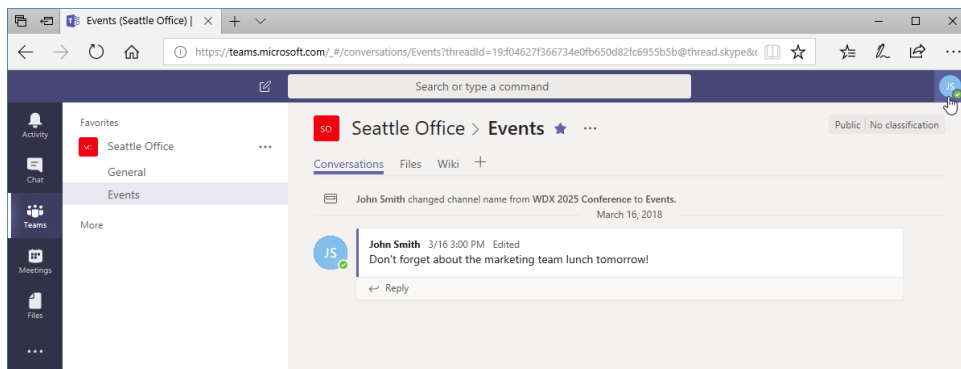 Events (Seattle Office) |
https://teams.microsoft.com/_#/conversations/Events?threadId=19:f04627f366734e0fb650d82fc6955b5b@thread.skype&
Search or type a command
JS
Activity
Chat
Teams
Meetings
Files
Favorites
Seattle Office
General
Events
More
SO
Seattle Office > Events
Public | No classification
Conversations Files Wiki
John Smith changed channel name from WDX 2025 Conference to Events.
March 16, 2018
JS
John Smith 3/16 3:00 PM Edited
Don't forget about the marketing team lunch tomorrow!
Reply